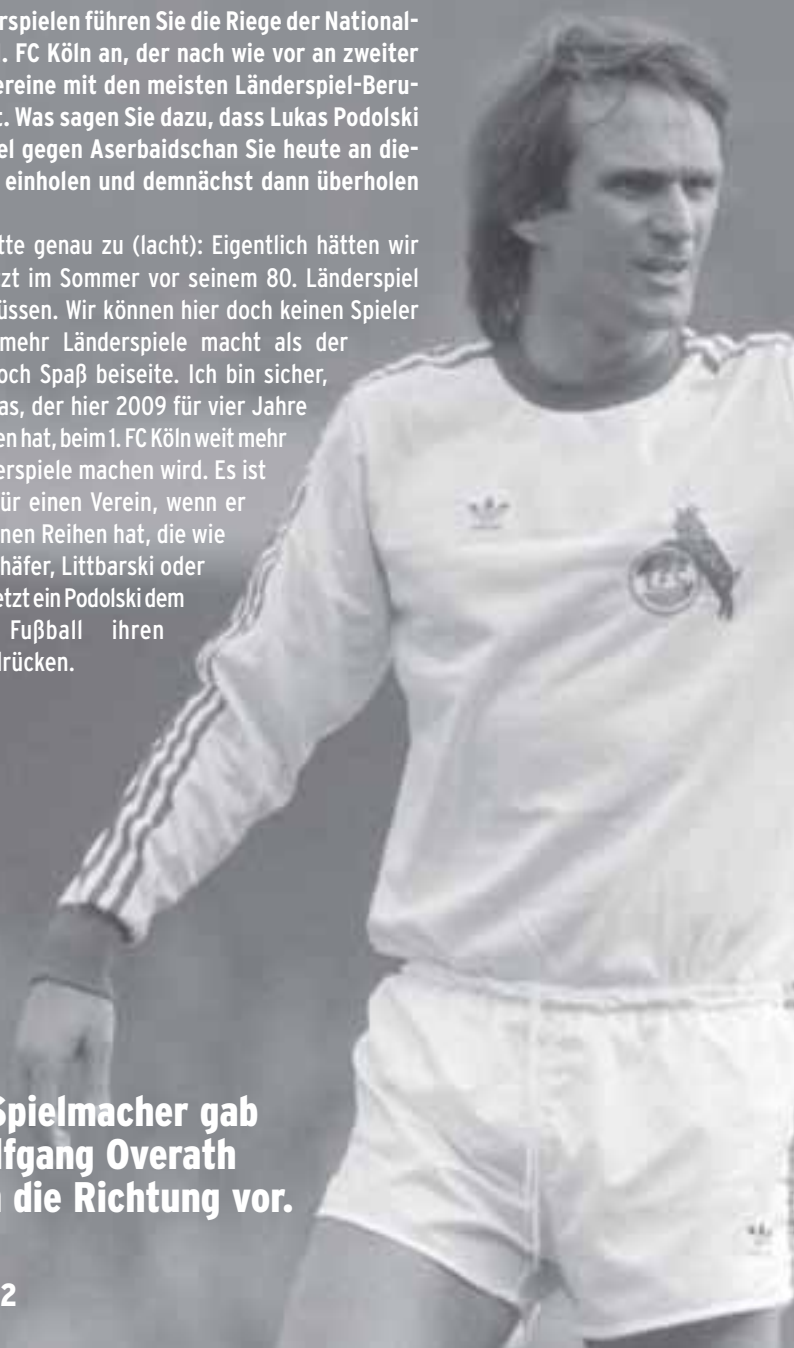 rspielen führen Sie die Riege der National-
. FC Köln an, der nach wie vor an zweiter
ereine mit den meisten Länderspiel-Beru-
t. Was sagen Sie dazu, dass Lukas Podolski
el gegen Aserbaidschan Sie heute an die-
einholen und demnächst dann überholen
tte genau zu (lacht): Eigentlich hätten wir
zt im Sommer vor seinem 80. Länderspiel
üssen. Wir können hier doch keinen Spieler
mehr Länderspiele macht als der
och Spaß beiseite. Ich bin sicher,
as, der hier 2009 für vier Jahre
en hat, beim 1. FC Köln weit mehr
erspiele machen wird. Es ist
ür einen Verein, wenn er
nen Reihen hat, die wie
häfer, Littbarski oder
etzt ein Podolski dem
Fußball ihren
rücken.
Spielmacher gab
lfgang Overath
die Richtung vor.
2